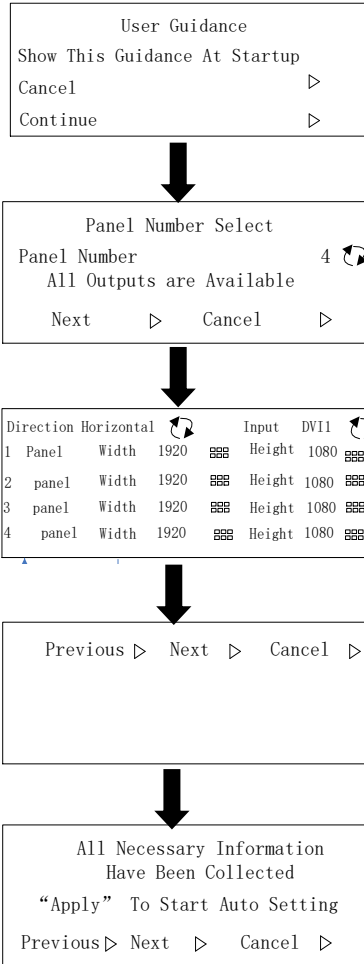 User Guidance
Show This Guidance At Startup
Cancel
Continue
Panel Number Select
Panel Number 4
All Outputs are Available
Next Cancel
Direction Horizontal Input DVI1
1 Panel Width 1920 Height 1080
2 panel Width 1920 Height 1080
3 panel Width 1920 Height 1080
4 panel Width 1920 Height 1080
Previous Next Cancel
All Necessary Information
Have Been Collected
“Apply” To Start Auto Setting
Previous Next Cancel